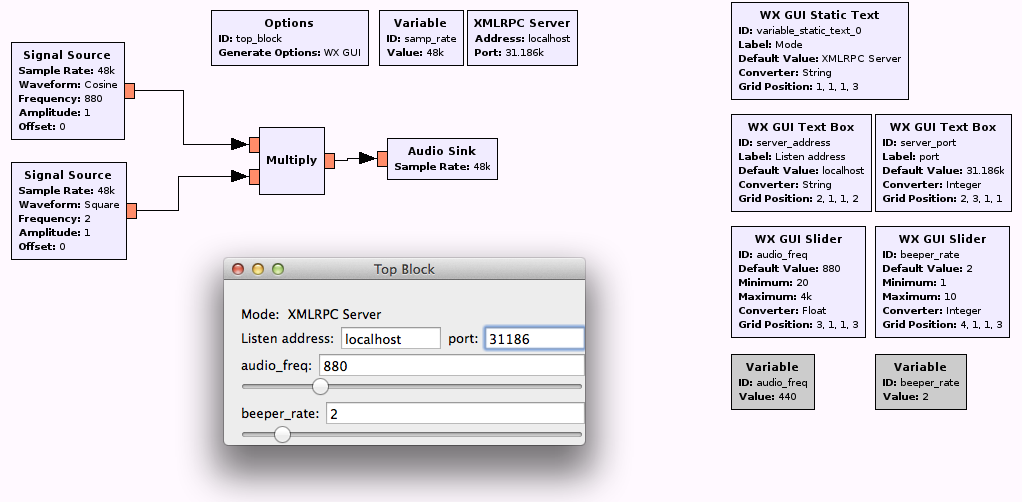 Options
ID: top_block
Generate Options: WX GUI
Variable
ID: samp_rate
Value: 48k
XMLRPC Server
Address: localhost
Port: 31.186k
WX GUI Static Text
ID: variable_static_text_0
Label: Mode
Default Value: XMLRPC Server
Converter: String
Grid Position: 1, 1, 1, 3
Signal Source
Sample Rate: 48k
Waveform: Cosine
Frequency: 880
Amplitude: 1
Offset: 0
Multiply
Audio Sink
Sample Rate: 48k
Signal Source
Sample Rate: 48k
Waveform: Square
Frequency: 2
Amplitude: 1
Offset: 0
WX GUI Text Box
ID: server_address
Label: Listen address
Default Value: localhost
Converter: String
Grid Position: 2, 1, 1, 2
WX GUI Text Box
ID: server_port
Label: port
Default Value: 31.186k
Converter: Integer
Grid Position: 2, 3, 1, 1
WX GUI Slider
ID: audio_freq
Default Value: 880
Minimum: 20
Maximum: 4k
Converter: Float
Grid Position: 3, 1, 1, 3
WX GUI Slider
ID: beeper_rate
Default Value: 2
Minimum: 1
Maximum: 10
Converter: Integer
Grid Position: 4, 1, 1, 3
Variable
ID: audio_freq
Value: 440
Variable
ID: beeper_rate
Value: 2
Top Block
Mode: XMLRPC Server
Listen address: localhost port: 31186
audio_freq: 880
beeper_rate: 2